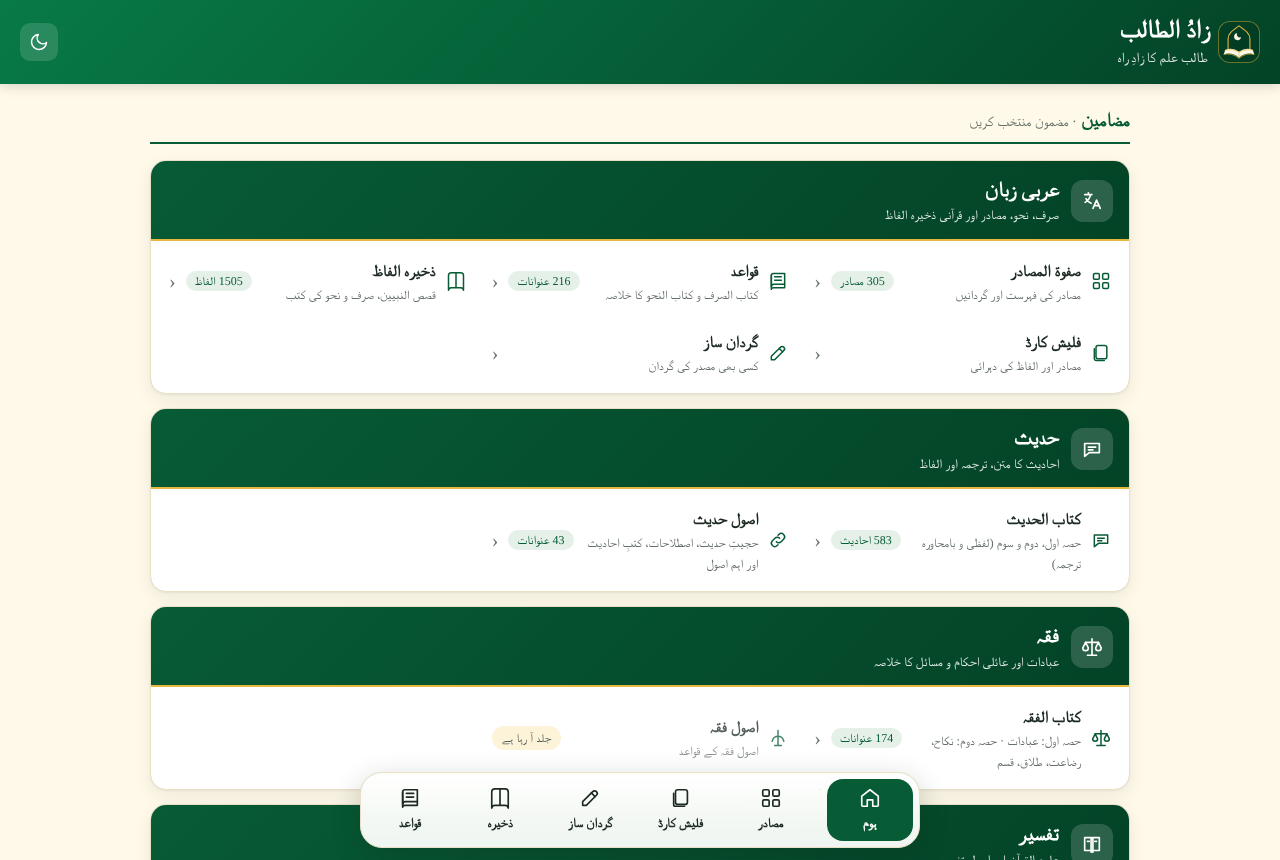 زادُ الطالب
طالب علم کا زادِ راہ
مضامین · مضمون منتخب کریں
عربی زبان
صرف، نحو، مصادر اور قرآنی ذخیرہ الفاظ
صفوۃ المصادر
مصادر کی فہرست اور گردانیں
305 مصادر
قواعد
کتاب الصرف و کتاب النحو کا خلاصہ
216 عنوانات
ذخیرہ الفاظ
قصص النبیین، صرف و نحو کی کتب
1505 الفاظ
فلیش کارڈ
مصادر اور الفاظ کی دہرائی
گردان ساز
کسی بھی مصدر کی گردان
حدیث
احادیث کا متن، ترجمہ اور الفاظ
کتاب الحدیث
حصہ اول، دوم و سوم (لفظی و بامحاورہ
ترجمہ)
583 احادیث
اصول حدیث
حجیتِ حدیث، اصطلاحات، کتبِ احادیث
اور اہم اصول
43 عنوانات
فقہ
عبادات اور عائلی احکام و مسائل کا خلاصہ
کتاب الفقہ
حصہ اول: عبادات · حصہ دوم: نکاح،
رضاعت، طلاق، قسم
174 عنوانات
اصول فقہ
اصول فقہ کے قواعد
جلد آ رہا ہے
تفسیر
ہوم
مصادر
فلیش کارڈ
گردان ساز
ذخیرہ
قواعد